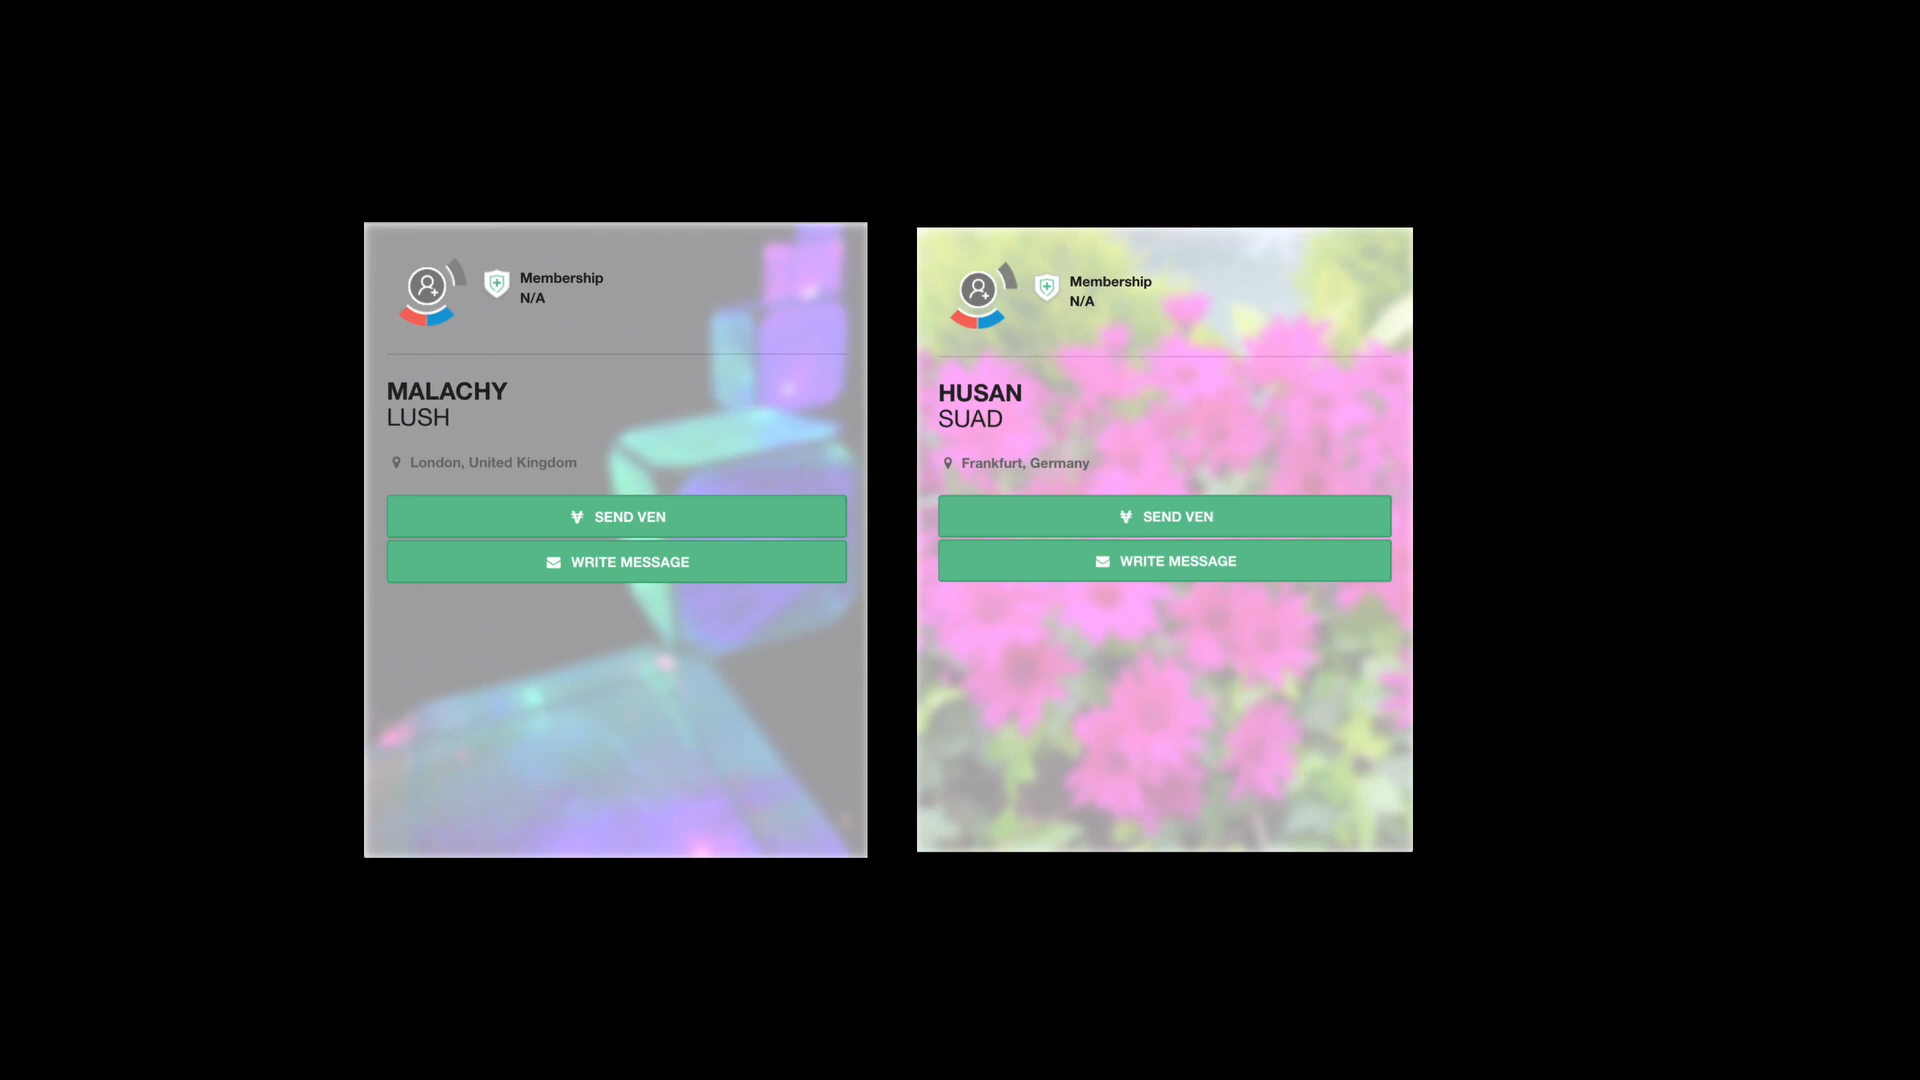 Membership
N/A
MALACHY
LUSH
London, United Kingdom
SEND VEN
WRITE MESSAGE
Membership
N/A
HUSAN
SUAD
Frankfurt, Germany
SEND VEN
WRITE MESSAGE